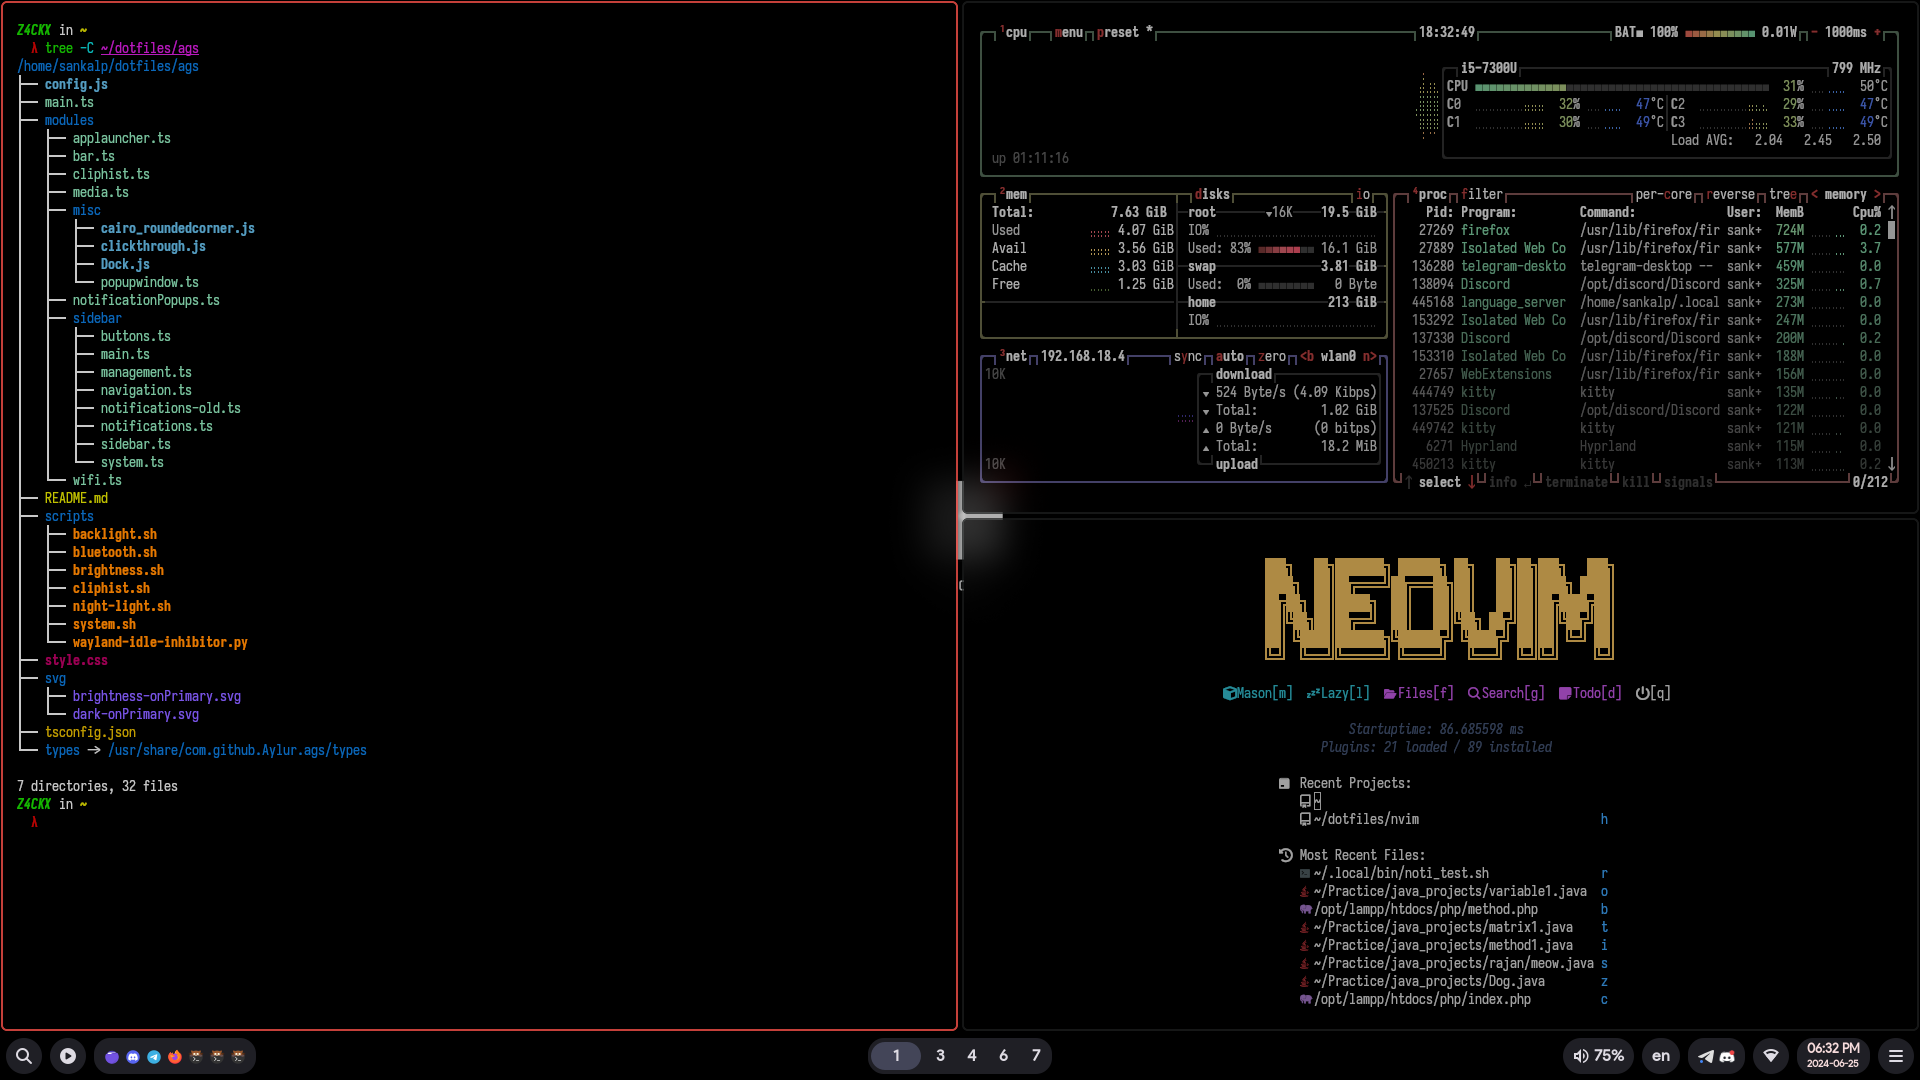 Z4CKX in ~
λ tree -C ~/dotfiles/ags
/home/sankalp/dotfiles/ags
├── config.js
├── main.ts
├── modules
│   ├── applauncher.ts
│   ├── bar.ts
│   ├── cliphist.ts
│   ├── media.ts
│   ├── misc
│   │   ├── cairo_roundedcorner.js
│   │   ├── clickthrough.js
│   │   ├── Dock.js
│   │   └── popupwindow.ts
│   ├── notificationPopups.ts
│   ├── sidebar
│   │   ├── buttons.ts
│   │   ├── main.ts
│   │   ├── management.ts
│   │   ├── navigation.ts
│   │   ├── notifications-old.ts
│   │   ├── notifications.ts
│   │   ├── sidebar.ts
│   │   └── system.ts
│   └── wifi.ts
├── README.md
├── scripts
│   ├── backlight.sh
│   ├── bluetooth.sh
│   ├── brightness.sh
│   ├── cliphist.sh
│   ├── night-light.sh
│   ├── system.sh
│   └── wayland-idle-inhibitor.py
├── style.css
├── svg
│   ├── brightness-onPrimary.svg
│   └── dark-onPrimary.svg
├── tsconfig.json
└── types -> /usr/share/com.github.Aylur.ags/types
7 directories, 32 files
Z4CKX in ~
λ
1cpu menu preset * 18:32:49 BAT■ 100% 0.01W - 1000ms +
i5-7300U 799 MHz
CPU 31% 50°C
C0 32% 47°C C2 29% 47°C
C1 30% 49°C C3 33% 49°C
Load AVG: 2.04 2.45 2.50
up 01:11:16
2mem
Total: 7.63 GiB
Used 4.07 GiB
Avail 3.56 GiB
Cache 3.03 GiB
Free 1.25 GiB
disks io
root ▼16K 19.5 GiB
IO%
Used: 83% 16.1 GiB
swap 3.81 GiB
Used: 0% 0 Byte
home 213 GiB
IO%
3net 192.168.18.4 sync auto zero <b wlan0 n>
10K
download
▼ 524 Byte/s (4.09 Kibps)
▼ Total: 1.02 GiB
▲ 0 Byte/s (0 bitps)
▲ Total: 18.2 MiB
10K
upload
4proc filter per-core reverse tree < memory >
Pid: Program: Command: User: MemB Cpu% ↑
27269 firefox /usr/lib/firefox/fir sank+ 724M 0.2
27889 Isolated Web Co /usr/lib/firefox/fir sank+ 577M 3.7
136280 telegram-deskto telegram-desktop -- sank+ 459M 0.0
138094 Discord /opt/discord/Discord sank+ 325M 0.7
445168 language_server /home/sankalp/.local sank+ 273M 0.0
153292 Isolated Web Co /usr/lib/firefox/fir sank+ 247M 0.0
137330 Discord /opt/discord/Discord sank+ 200M 0.2
153310 Isolated Web Co /usr/lib/firefox/fir sank+ 188M 0.0
27657 WebExtensions /usr/lib/firefox/fir sank+ 156M 0.0
444749 kitty kitty sank+ 135M 0.0
137525 Discord /opt/discord/Discord sank+ 122M 0.0
449742 kitty kitty sank+ 121M 0.0
6271 Hyprland Hyprland sank+ 115M 0.0
450213 kitty kitty sank+ 113M 0.2 ↓
↑ select ↓ info ↵ terminate kill signals 0/212
NEOVIM
Mason[m] Lazy[l] Files[f] Search[g] Todo[d] [q]
Startuptime: 86.685598 ms
Plugins: 21 loaded / 89 installed
Recent Projects:
~
~/dotfiles/nvim h
Most Recent Files:
~/.local/bin/noti_test.sh r
~/Practice/java_projects/variable1.java o
/opt/lampp/htdocs/php/method.php b
~/Practice/java_projects/matrix1.java t
~/Practice/java_projects/method1.java i
~/Practice/java_projects/rajan/meow.java s
~/Practice/java_projects/Dog.java z
/opt/lampp/htdocs/php/index.php c
1 3 4 6 7
75% en 06:32 PM
2024-06-25